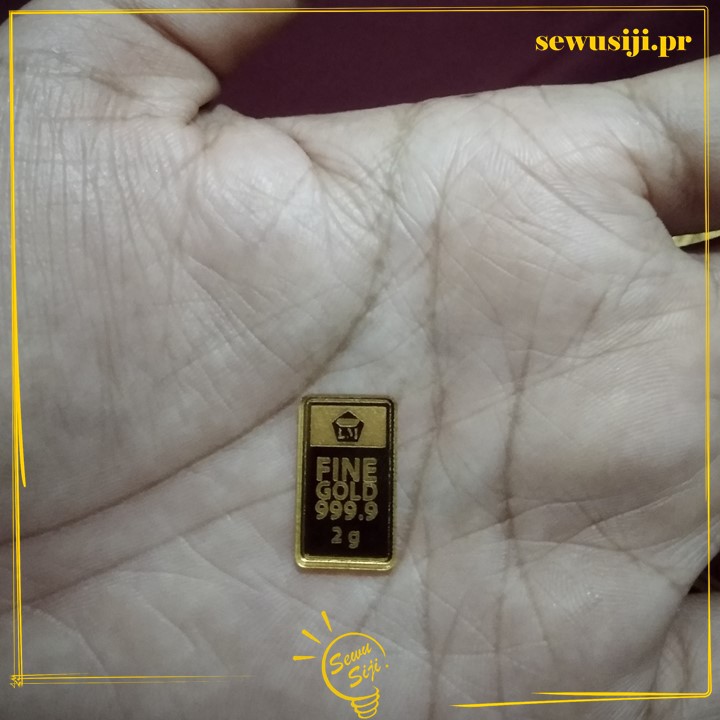 sewusiji.pr
LM
FINE
GOLD
999.9
2 g
Sewu
Siji!